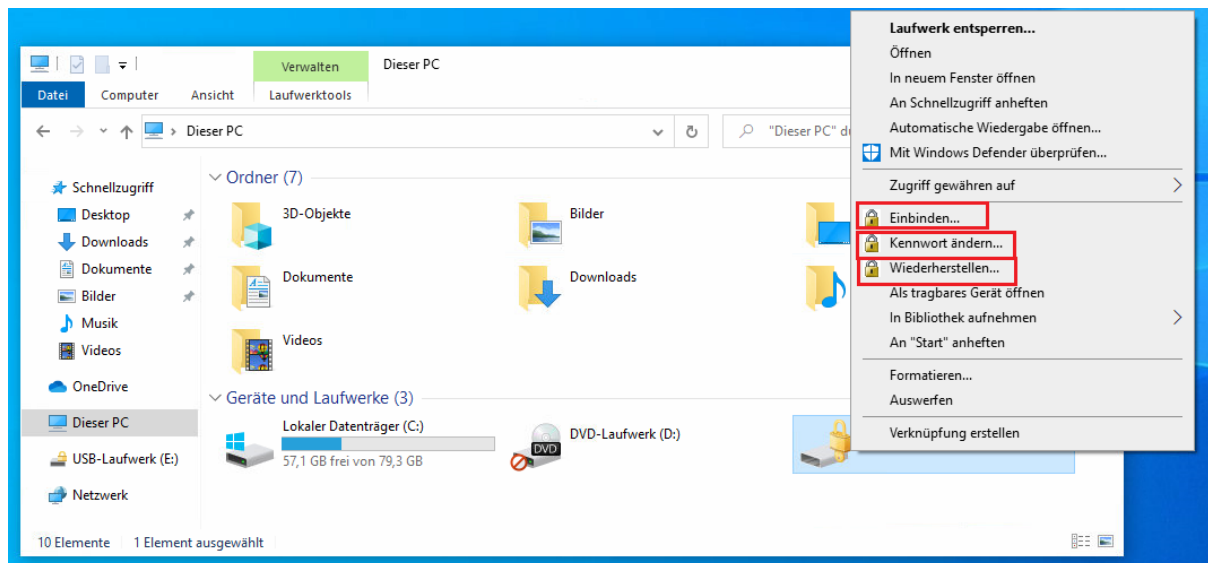 Verwalten
Dieser PC
Datei
Computer
Ansicht
Laufwerktools
Dieser PC
"Dieser PC" du
Schnellzugriff
Desktop
Downloads
Dokumente
Bilder
Musik
Videos
OneDrive
Dieser PC
USB-Laufwerk (E:)
Netzwerk
Ordner (7)
3D-Objekte
Bilder
Dokumente
Downloads
Videos
Geräte und Laufwerke (3)
Lokaler Datenträger (C:)
57,1 GB frei von 79,3 GB
DVD-Laufwerk (D:)
DVD
10 Elemente
1 Element ausgewählt
Laufwerk entsperren...
Öffnen
In neuem Fenster öffnen
An Schnellzugriff anheften
Automatische Wiedergabe öffnen...
Mit Windows Defender überprüfen...
Zugriff gewähren auf
Einbinden...
Kennwort ändern...
Wiederherstellen...
Als tragbares Gerät öffnen
In Bibliothek aufnehmen
An "Start" anheften
Formatieren...
Auswerfen
Verknüpfung erstellen